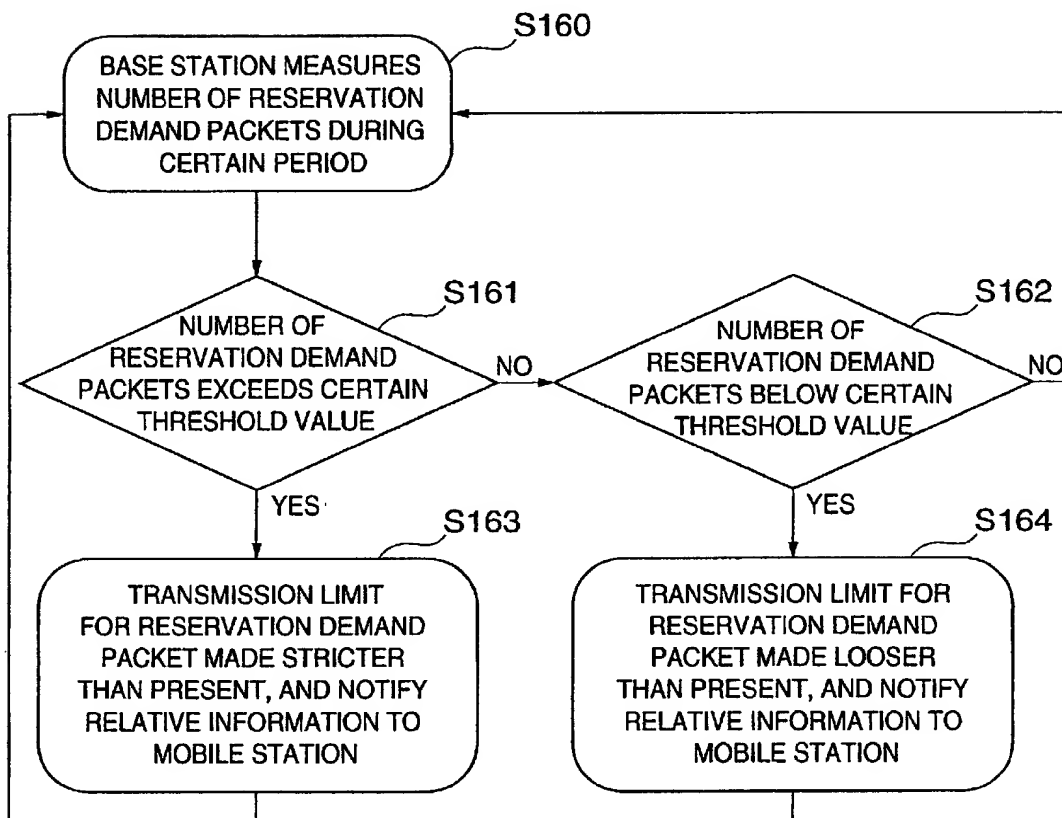 S160
BASE STATION MEASURES
NUMBER OF RESERVATION
DEMAND PACKETS DURING
CERTAIN PERIOD
S161
NUMBER OF
RESERVATION DEMAND
PACKETS EXCEEDS CERTAIN
THRESHOLD VALUE
NO
YES
S162
NUMBER OF
RESERVATION DEMAND
PACKETS BELOW CERTAIN
THRESHOLD VALUE
NO
YES
S163
TRANSMISSION LIMIT
FOR RESERVATION DEMAND
PACKET MADE STRICTER
THAN PRESENT, AND NOTIFY
RELATIVE INFORMATION TO
MOBILE STATION
S164
TRANSMISSION LIMIT FOR
RESERVATION DEMAND
PACKET MADE LOOSER
THAN PRESENT, AND NOTIFY
RELATIVE INFORMATION TO
MOBILE STATION